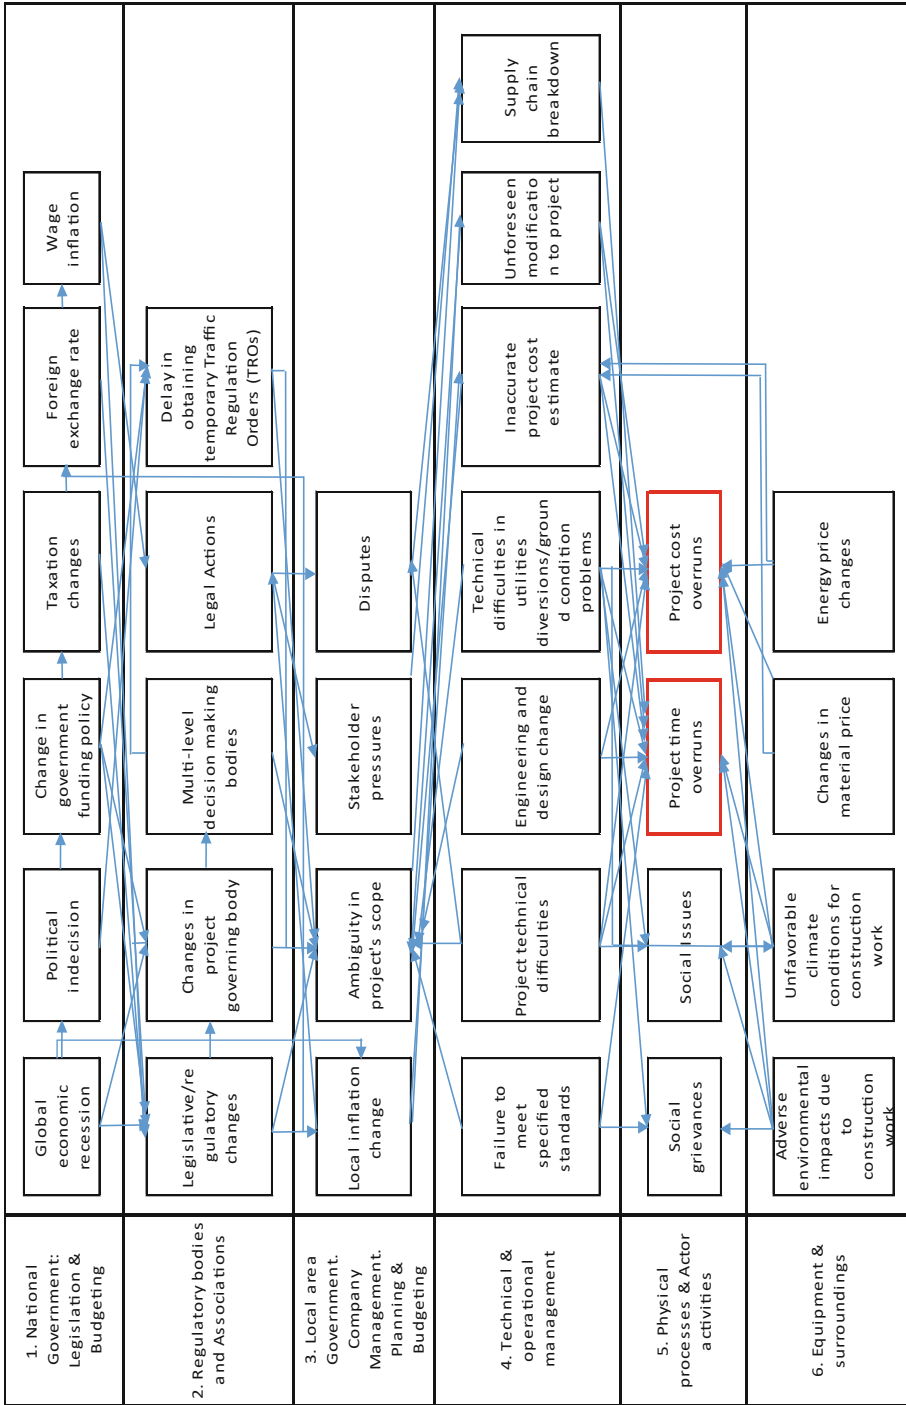 1. National
Government:
Legislation &
Budgeting
Global
economic
recession
Political
indecision
Change in
government
funding policy
Taxation
changes
Foreign
exchange rate
Wage
inflation
2. Regulatory bodies
and Associations
Legislative/re
gulatory
changes
Changes in
project
governing body
Multi-level
decision making
bodies
Legal Actions
Delay in
obtaining
temporary Traffic
Regulation
Orders (TROs)
3. Local area
Government.
Company
Management.
Planning &
Budgeting
Local inflation
change
Ambiguity in
project's scope
Stakeholder
pressures
Disputes
4. Technical &
operational
management
Failure to
meet
specified
standards
Project technical
difficulties
Engineering and
design change
Technical
difficulties in
utilities
diversions/groun
d condition
problems
Inaccurate
project cost
estimate
Unforeseen
modificatio
n to project
Supply
chain
breakdown
5. Physical
processes & Actor
activities
Social
grievances
Social Issues
Project time
overruns
Project cost
overruns
6. Equipment &
surroundings
Adverse
environmental
impacts due
to
construction
work
Unfavorable
climate
conditions for
construction
work
Changes in
material price
Energy price
changes